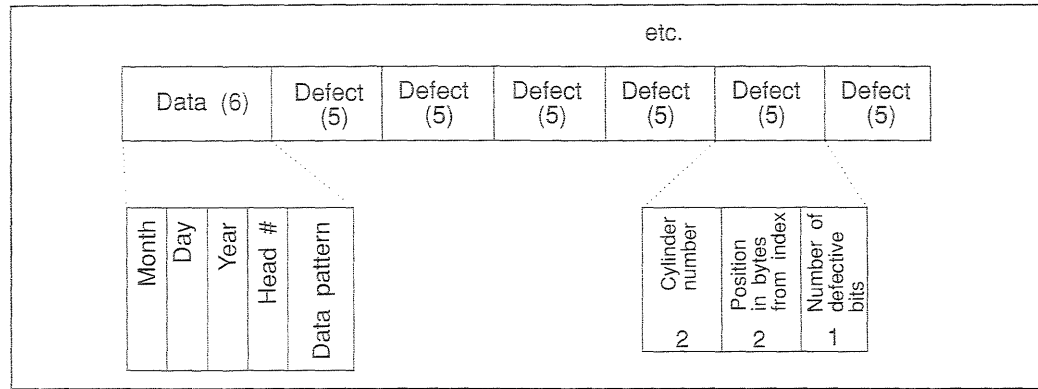 etc.
Data (6)
Defect
(5)
Defect
(5)
Defect
(5)
Defect
(5)
Defect
(5)
Defect
(5)
Month
Day
Year
Head #
Data pattern
Cylinder
number
2
Position
in bytes
from index
2
Number of
defective
bits
1